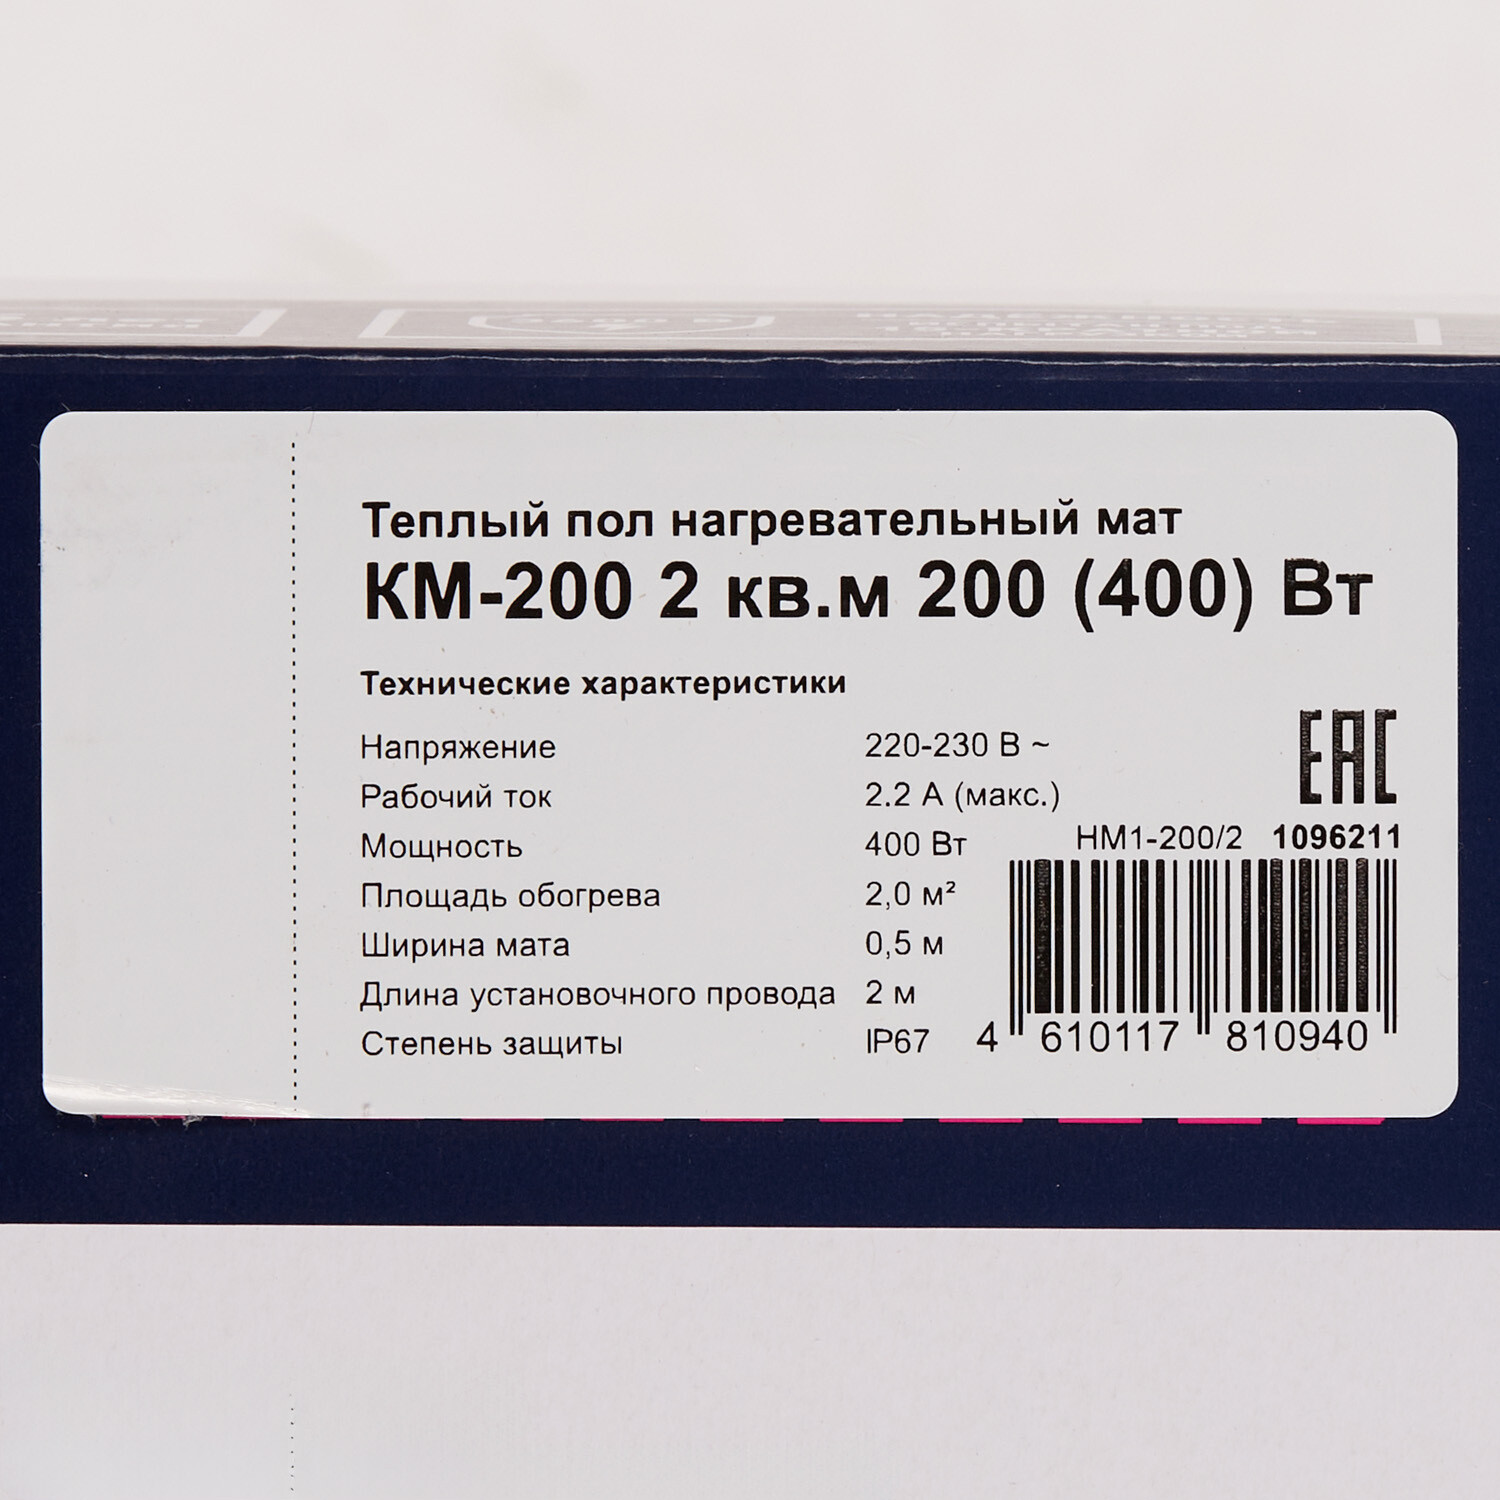 Теплый пол нагревательный мат
КМ-200 2 кв.м 200 (400) Вт
Технические характеристики
Напряжение 220-230 В ~
Рабочий ток 2.2 А (макс.)
Мощность 400 Вт
Площадь обогрева 2,0 м²
Ширина мата 0,5 м
Длина установочного провода 2 м
Степень защиты IP67
EAC
НМ1-200/2 1096211
4 610117 810940